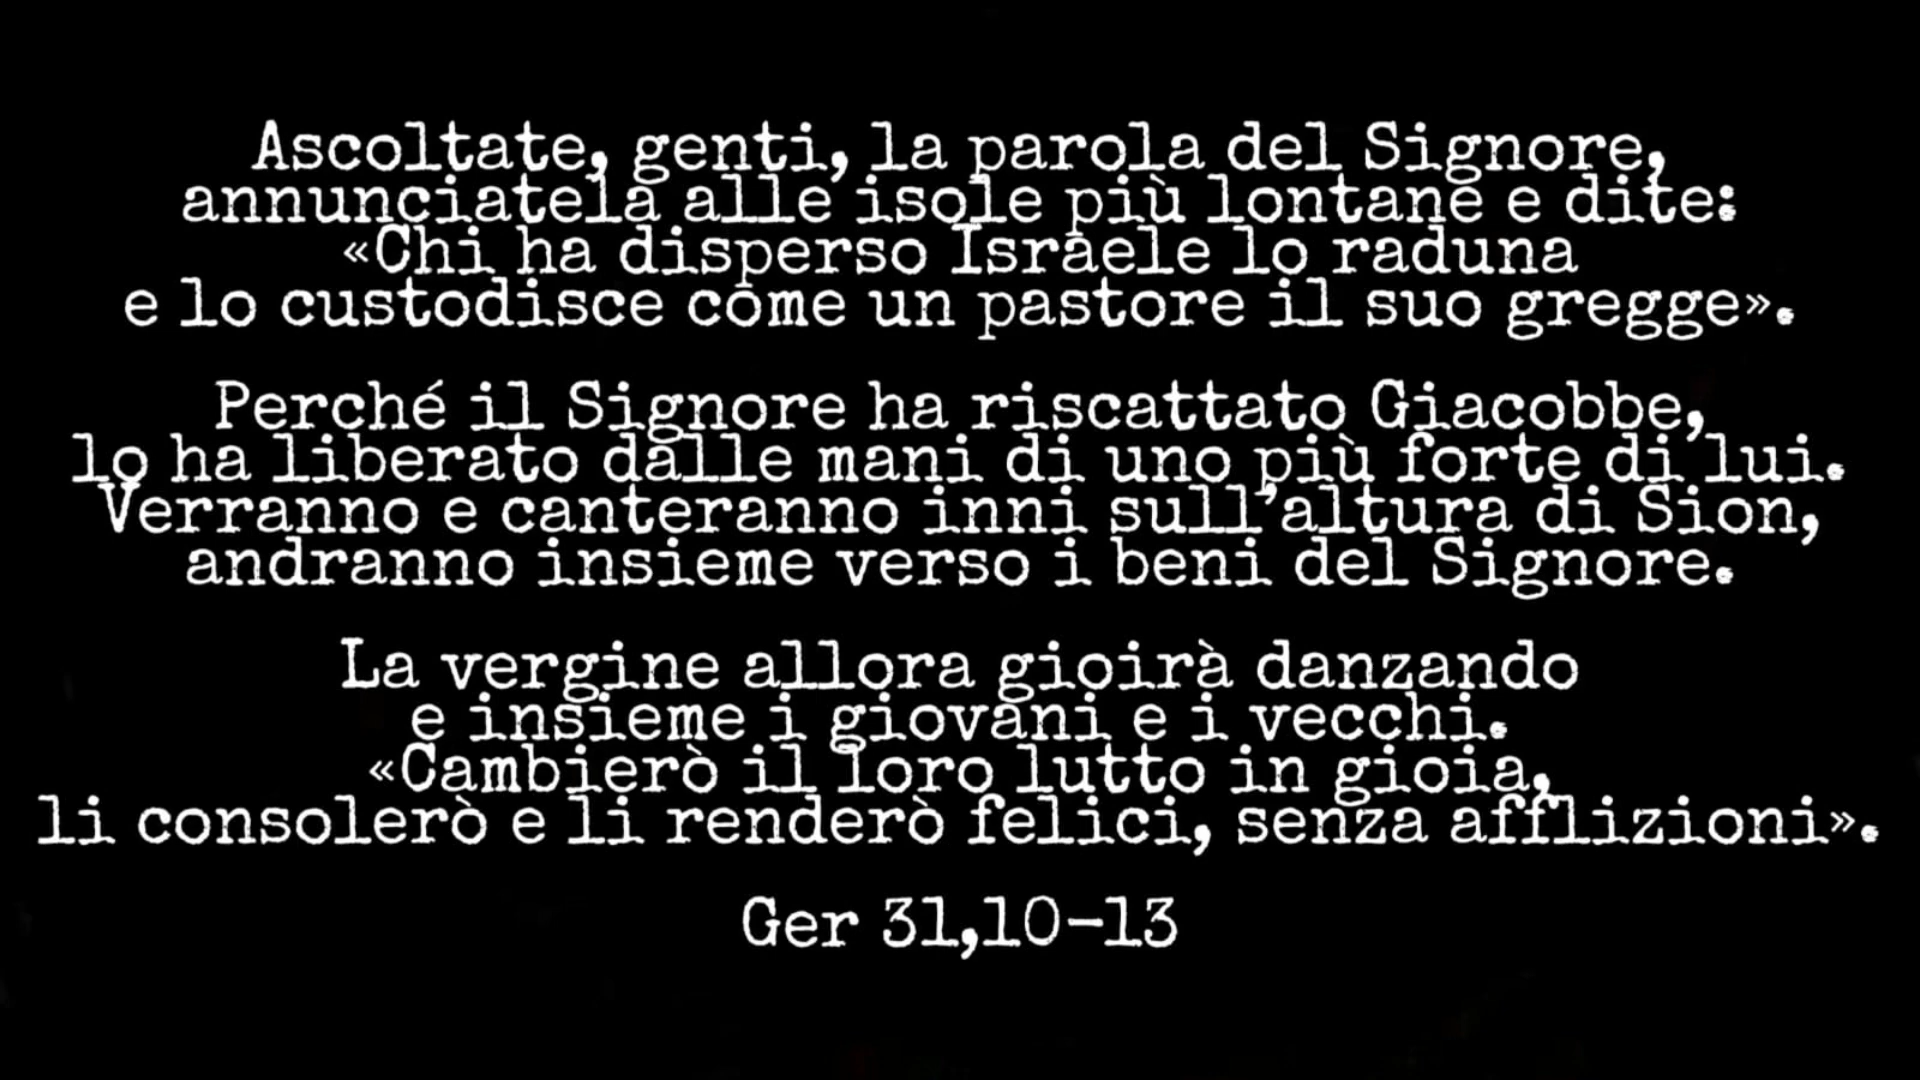 Ascoltate, genti, la parola del Signore,
annunciatela alle isole più lontane e dite:
«Chi ha disperso Israele lo raduna
e lo custodisce come un pastore il suo gregge».
Perché il Signore ha riscattato Giacobbe,
lo ha liberato dalle mani di uno più forte di lui.
Verranno e canteranno inni sull'altura di Sion,
andranno insieme verso i beni del Signore.
La vergine allora gioirà danzando
e insieme i giovani e i vecchi.
«Cambierò il loro lutto in gioia,
li consolerò e li renderò felici, senza afflizioni».
Ger 31,10-13